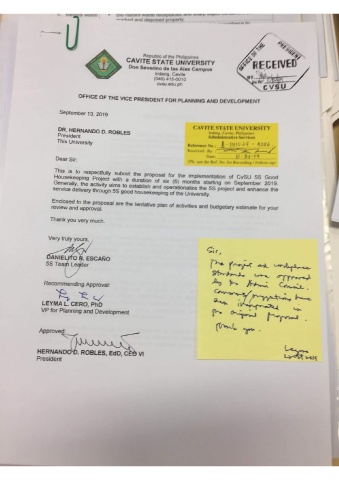 Republic of the Philippines
CAVITE STATE UNIVERSITY
Don Severino de las Alas Campus
Indang, Cavite
(046) 415-0013
cvsu.edu.ph
OFFICE OF THE PRESIDENT
RECEIVED
CVSU
OFFICE OF THE VICE PRESIDENT FOR PLANNING AND DEVELOPMENT
September 13, 2019
DR. HERNANDO D. ROBLES
President
This University
CAVITE STATE UNIVERSITY
Indang, Cavite, Philippines
Administrative Services
Reference No.:
Received By:
Date:
Dear Sir:
This is to respectfully submit the proposal for the implementation of CvSU 5S Good
Housekeeping Project with a duration of six (6) months starting on September 2019.
Generally, the activity aims to establish and operationalize the 5S project and enhance the
service delivery through 5S good housekeeping of the University.
Enclosed to the proposal are the tentative plan of activities and budgetary estimate for your
review and approval.
Thank you very much.
Very truly yours,
DANIELITO R. ESCAÑO
5S Team Leader
Recommending Approval:
LEYMA L. CERO, PhD
VP for Planning and Development
Approved:
HERNANDO D. ROBLES, EdD, CEO VI
President
Sir,
The project and workplace
standards were approved
by the Admin Council.
Comments/suggestions have
been integrated in
the original proposal.
Thank you.